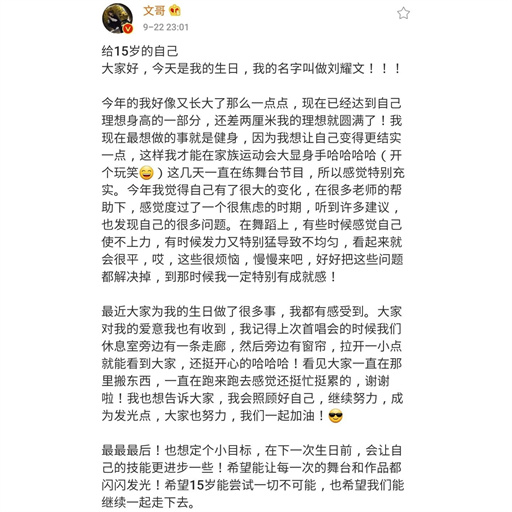 文哥
9-22 23:01
给15岁的自己
大家好，今天是我的生日，我的名字叫做刘耀文！！！
今年的我好像又长大了那么一点点，现在已经达到自己
理想身高的一部分，还差两厘米我的理想就圆满了！我
现在最想做的事就是健身，因为我想让自己变得更结实
一点，这样我才能在家族运动会大显身手哈哈哈哈（开
个玩笑😄）这几天一直在练舞台节目，所以感觉特别充
实。今年我觉得自己有了很大的变化，在很多老师的帮
助下，感觉度过了一个很焦虑的时期，听到许多建议，
也发现自己的很多问题。在舞蹈上，有些时候感觉自己
使不上力，有时候发力又特别猛导致不均匀，看起来就
会很平，哎，这些很烦恼，慢慢来吧，好好把这些问题
都解决掉，到那时候我一定特别有成就感！
最近大家为我的生日做了很多事，我都有感受到。大家
对我的爱意我也有收到，我记得上次首唱会的时候我们
休息室旁边有一条走廊，然后旁边有窗帘，拉开一小点
就能看到大家，还挺开心的哈哈哈！看见大家一直在那
里搬东西，一直在跑来跑去感觉还挺忙挺累的，谢谢
啦！我也想告诉大家，我会照顾好自己，继续努力，成
为发光点，大家也努力，我们一起加油！😎
最最最后！也想定个小目标，在下一次生日前，会让自
己的技能更进步一些！希望能让每一次的舞台和作品都
闪闪发光！希望15岁能尝试一切不可能，也希望我们能
继续一起走下去。